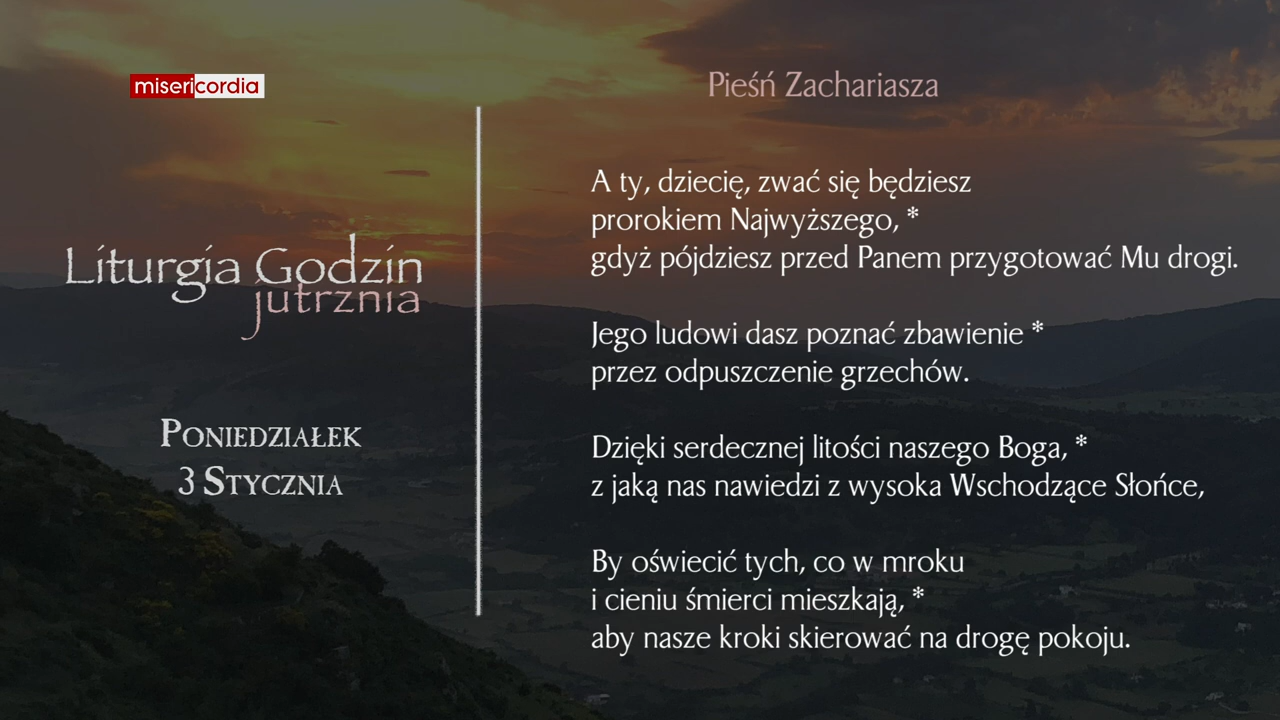 misericordia
Liturgia Godzin
jutrznia
Poniedziałek
3 Stycznia
Pieśń Zachariasza
A ty, dziecię, zwać się będziesz
prorokiem Najwyższego, *
gdyż pójdziesz przed Panem przygotować Mu drogi.
Jego ludowi dasz poznać zbawienie *
przez odpuszczenie grzechów.
Dzięki serdecznej litości naszego Boga, *
z jaką nas nawiedzi z wysoka Wschodzące Słońce,
By oświecić tych, co w mroku
i cieniu śmierci mieszkają, *
aby nasze kroki skierować na drogę pokoju.